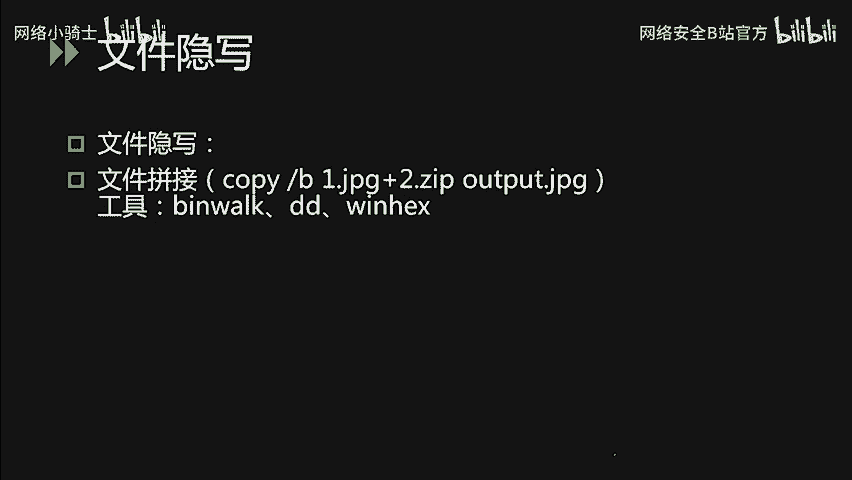 网络小骑士 bilibili
网络安全B站官方 bilibili
文件隐写
文件隐写：
文件拼接（copy /b 1.jpg+2.zip output.jpg）
工具：binwalk、dd、winhex